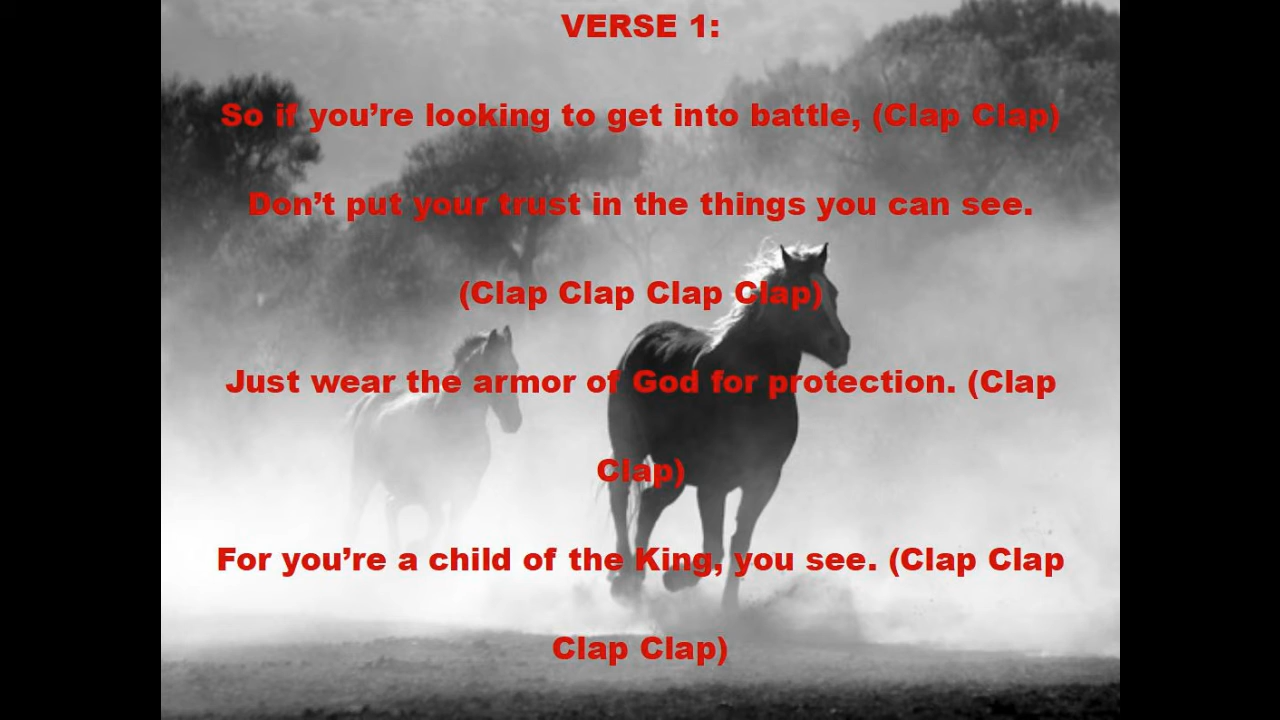 VERSE 1:
So if you’re looking to get into battle, (Clap Clap)
Don’t put your trust in the things you can see.
(Clap Clap Clap Clap)
Just wear the armor of God for protection. (Clap
Clap)
For you’re a child of the King, you see. (Clap Clap
Clap Clap)